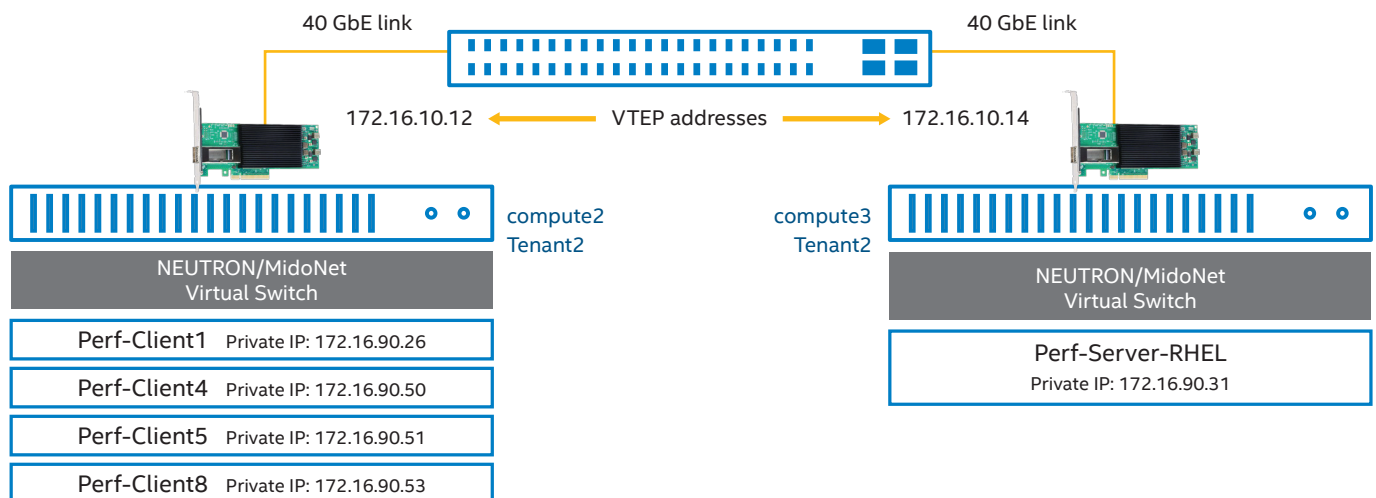 40 GbE link
40 GbE link
172.16.10.12
VTEP addresses
172.16.10.14
compute2
Tenant2
compute3
Tenant2
NEUTRON/MidoNet
Virtual Switch
NEUTRON/MidoNet
Virtual Switch
Perf-Client1 Private IP: 172.16.90.26
Perf-Client4 Private IP: 172.16.90.50
Perf-Client5 Private IP: 172.16.90.51
Perf-Client8 Private IP: 172.16.90.53
Perf-Server-RHEL
Private IP: 172.16.90.31